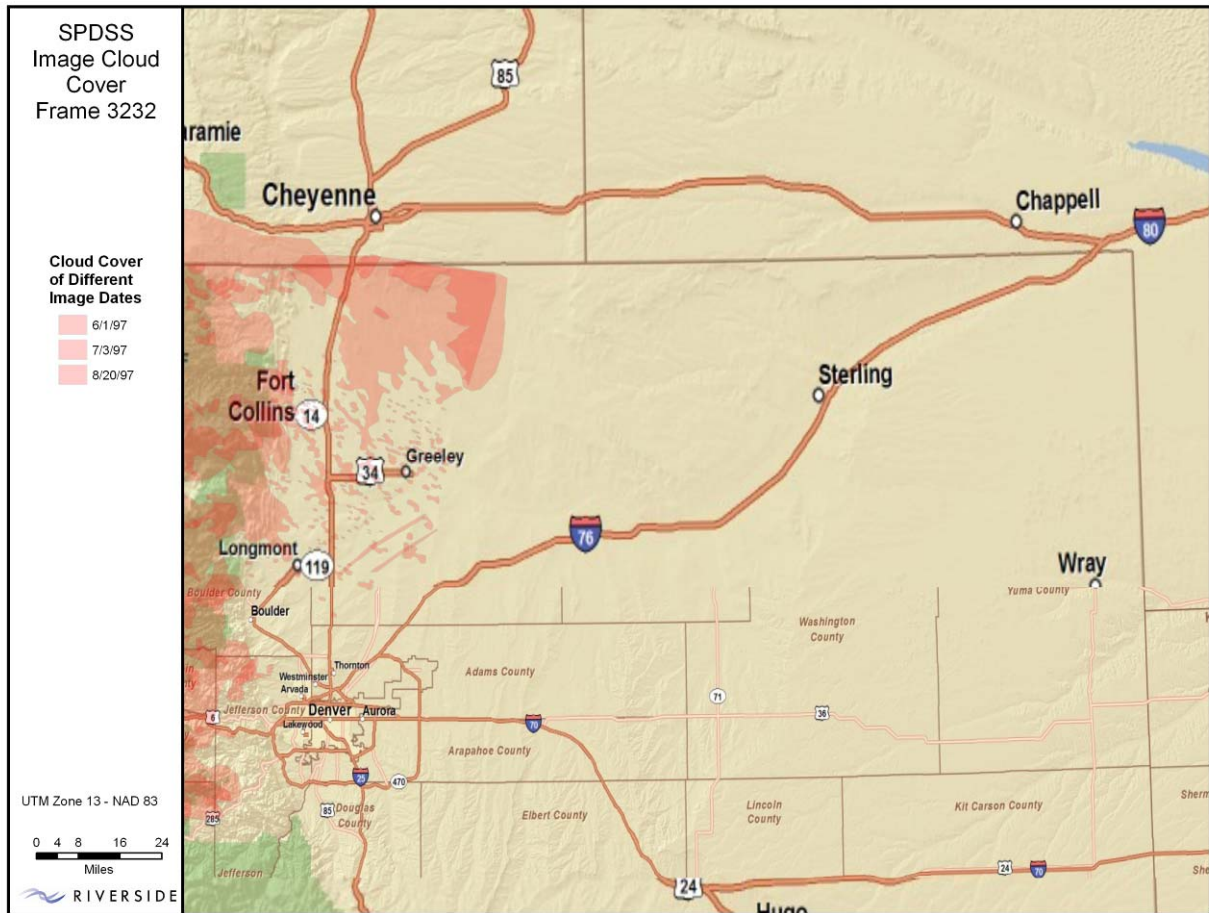 SPDSS
Image Cloud
Cover
Frame 3232
Cloud Cover
of Different
Image Dates
6/1/97
7/3/97
8/20/97
UTM Zone 13 - NAD 83
0 4 8 16 24
Miles
RIVERSIDE
85
aramie
Cheyenne
Chappell
80
Sterling
Fort
Collins
14
Greeley
34
76
Longmont
119
Wray
Boulder County
Yuma County
Boulder
Washington
County
Thornton
Adams County
Westminster
Arvada
71
Jefferson County
Denver
Aurora
6
36
Lakewood
70
Arapahoe County
25
470
85
Douglas
County
Elbert County
Lincoln
County
Kit Carson County
Sherm
285
Jefferson
24
70
She
24
Hugo